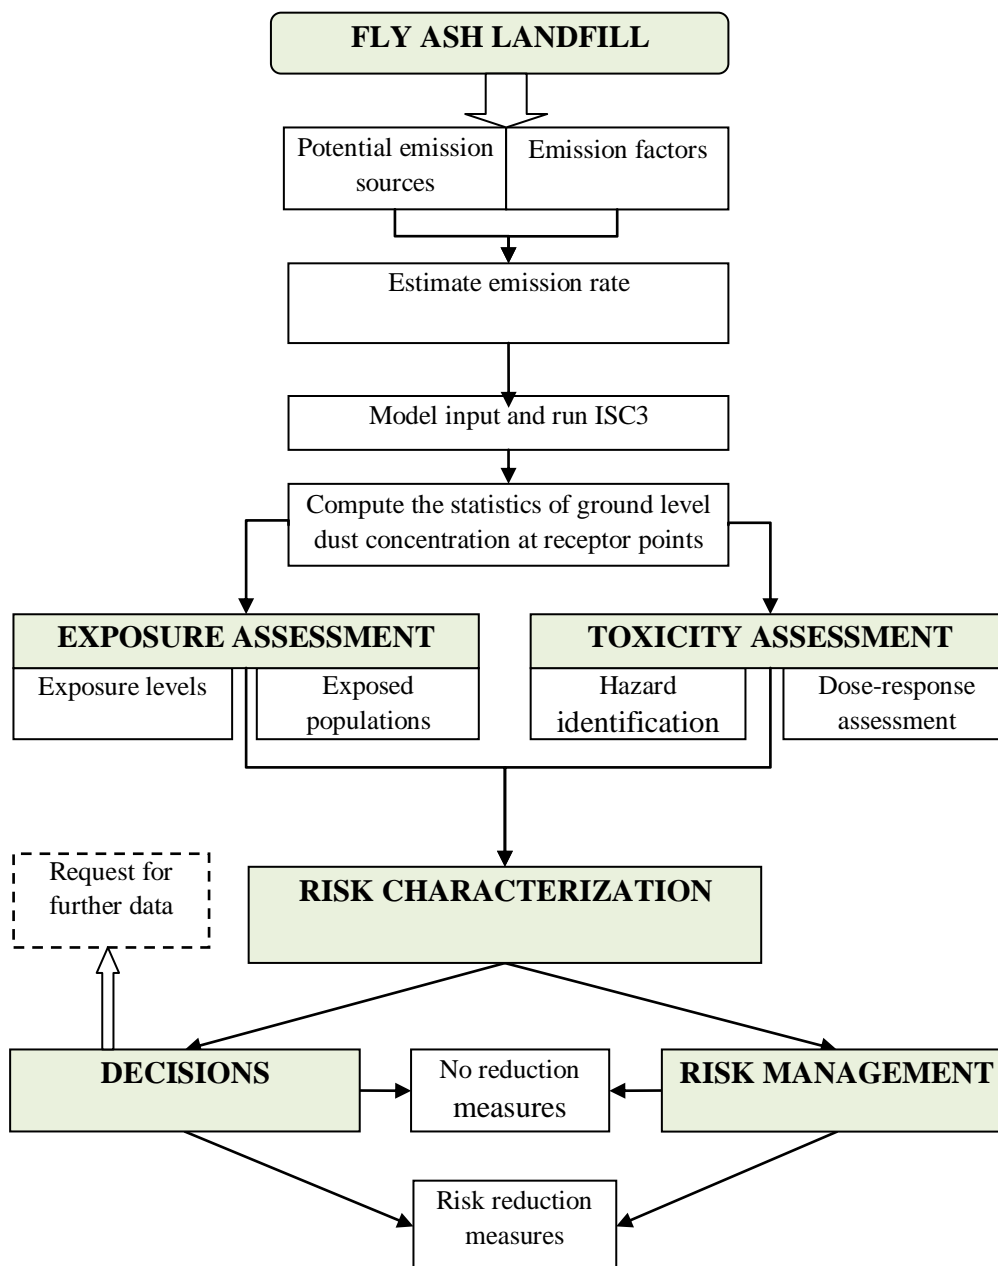 FLY ASH LANDFILL
Potential emission
sources
Emission factors
Estimate emission rate
Model input and run ISC3
Compute the statistics of ground level
dust concentration at receptor points
EXPOSURE ASSESSMENT
TOXICITY ASSESSMENT
Exposure levels
Exposed
populations
Hazard
identification
Dose-response
assessment
Request for
further data
RISK CHARACTERIZATION
DECISIONS
No reduction
measures
RISK MANAGEMENT
Risk reduction
measures